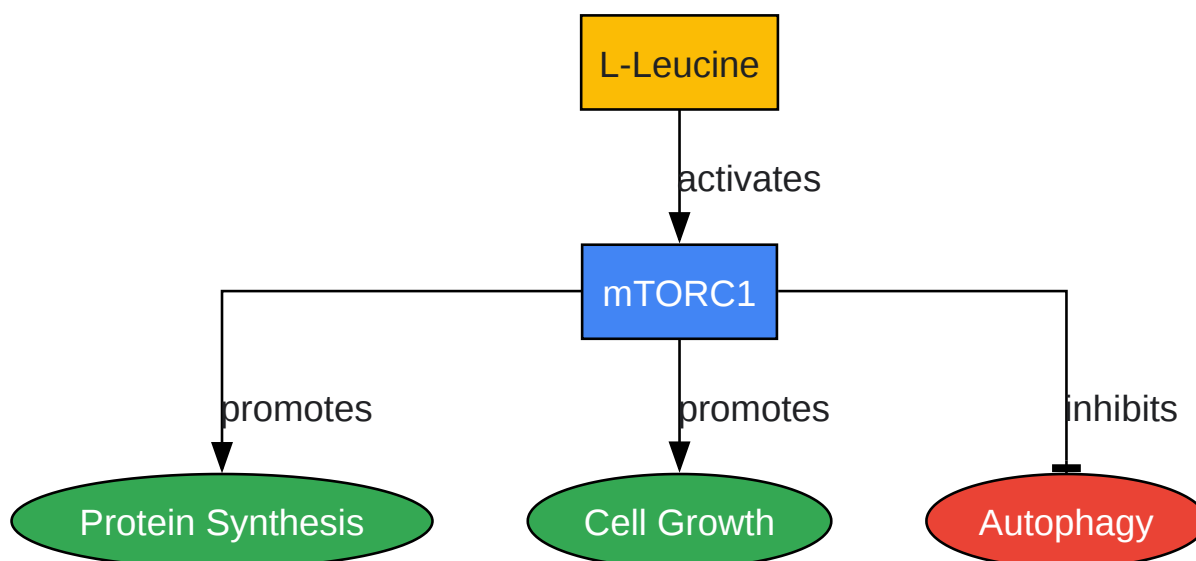 L-Leucine
activates
mTORC1
promotes
promotes
inhibits
Protein Synthesis
Cell Growth
Autophagy